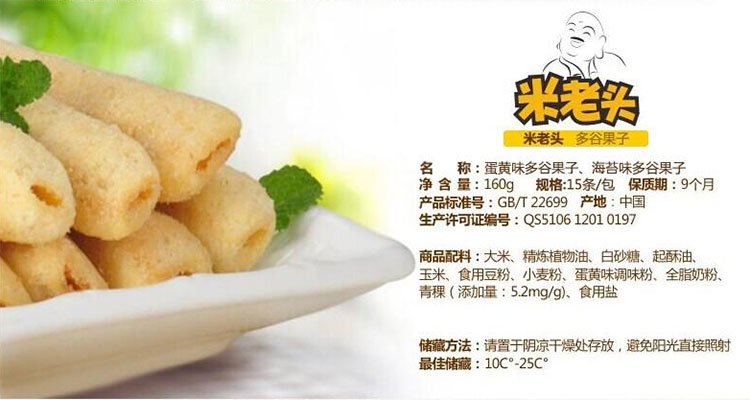 米老头
米老头 多谷果子
名 称：蛋黄味多谷果子、海苔味多谷果子
净 含 量：160g 规格:15条/包 保质期：9个月
产品标准号：GB/T 22699 产地：中国
生产许可证编号：QS5106 1201 0197
商品配料：大米、精炼植物油、白砂糖、起酥油、
玉米、食用豆粉、小麦粉、蛋黄味调味粉、全脂奶粉、
青稞（添加量：5.2mg/g）、食用盐
储藏方法：请置于阴凉干燥处存放，避免阳光直接照射
最佳储藏：10C°-25C°